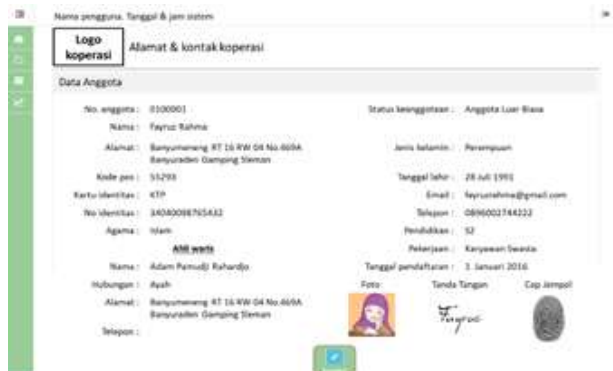 Nama pengguna, Tanggal & jam sistem
Logo koperasi
Alamat & kontak koperasi
Data Anggota
No. anggota : 0100001
Status keanggotaan : Anggota Luar Biasa
Nama : Fayruz Rahma
Alamat : Banyumeneng RT 16 RW 04 No.469A
Banyuraden Gamping Sleman
Jenis kelamin : Perempuan
Kode pos : 55293
Tanggal lahir : 28 Juli 1991
Kartu identitas : KTP
Email : fayruzrahma@gmail.com
No identitas : 34040098765432
Telepon : 0896002744222
Agama : Islam
Pendidikan : S2
Ahli waris
Pekerjaan : Karyawan Swasta
Nama : Adam Pamudji Rahardjo
Tanggal pendaftaran : 1 Januari 2016
Hubungan : Ayah
Foto Tanda Tangan Cap Jempol
Alamat : Banyumeneng RT 16 RW 04 No.469A
Banyuraden Gamping Sleman
Fayruz
Telepon :